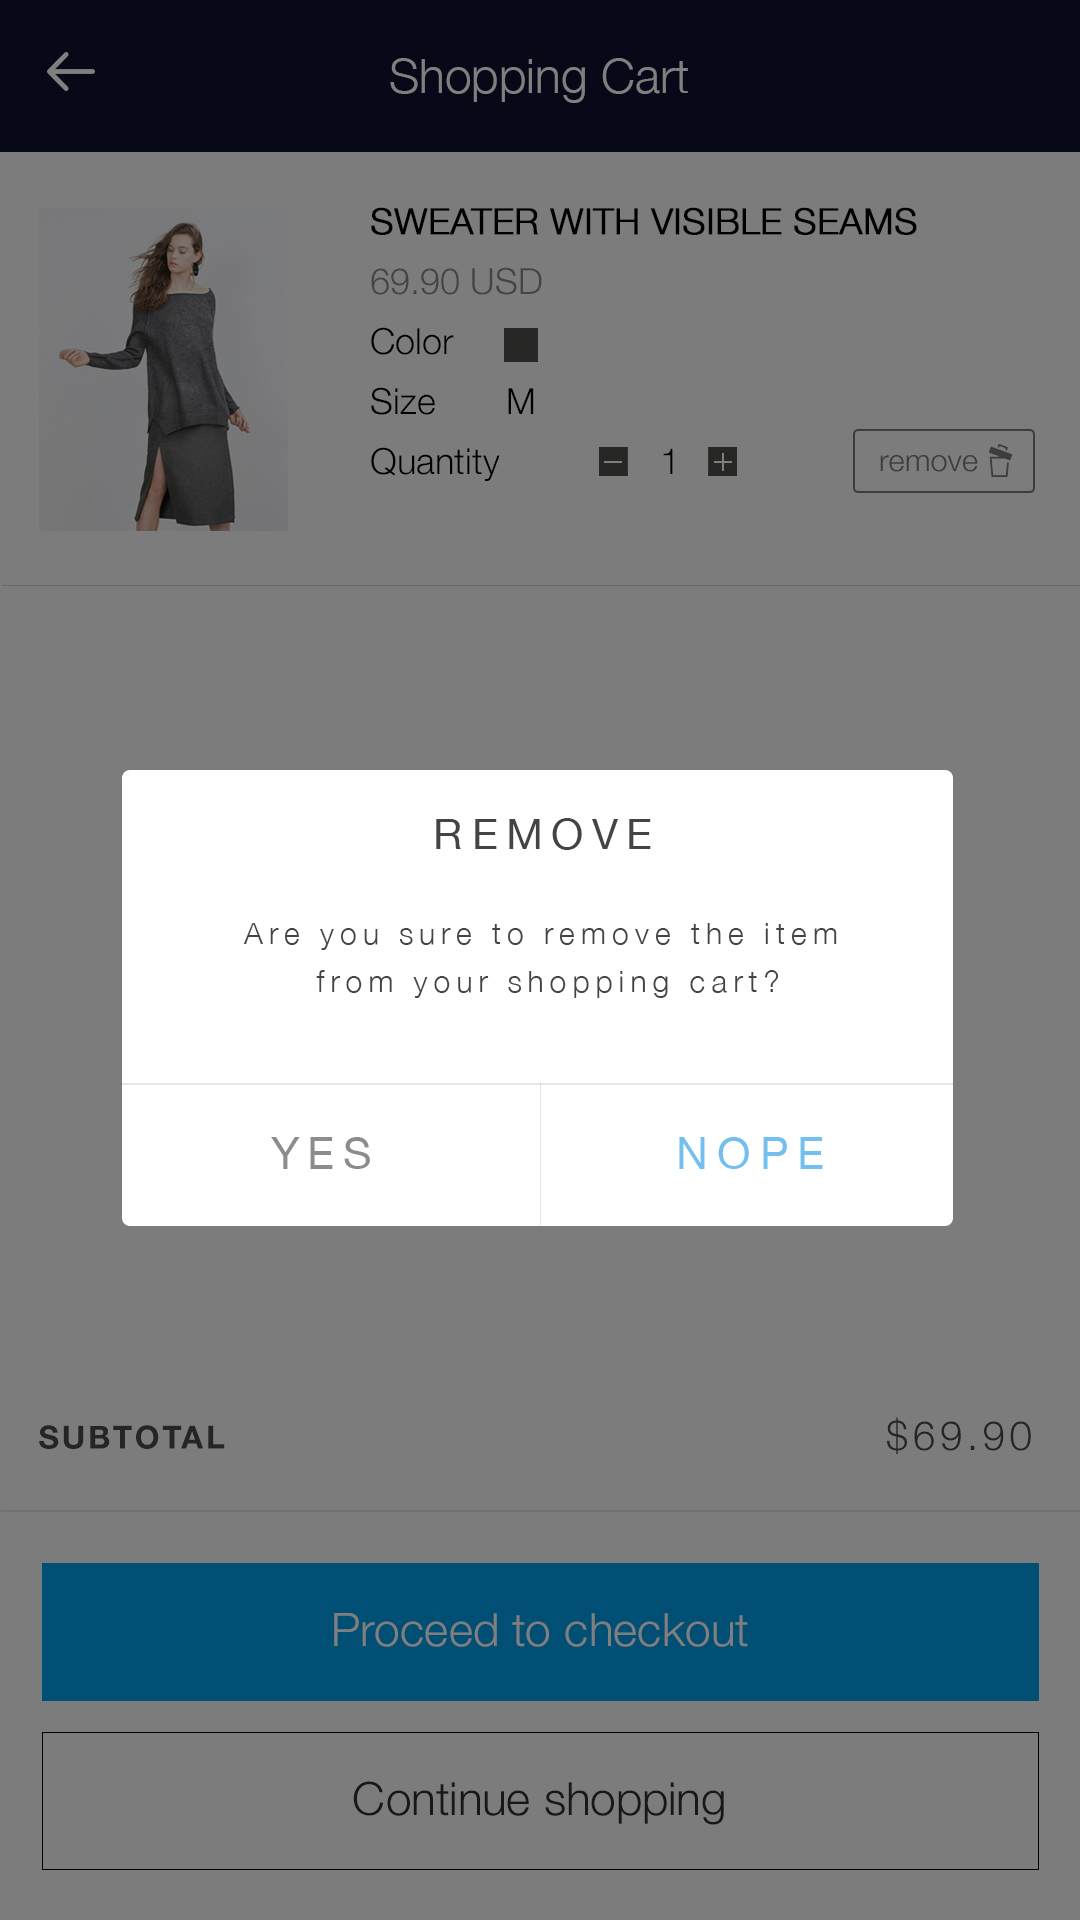 Shopping Cart
SWEATER WITH VISIBLE SEAMS
69.90 USD
Color
Size M
Quantity 1 remove
REMOVE
Are you sure to remove the item
from your shopping cart?
YES NOPE
SUBTOTAL $69.90
Proceed to checkout
Continue shopping